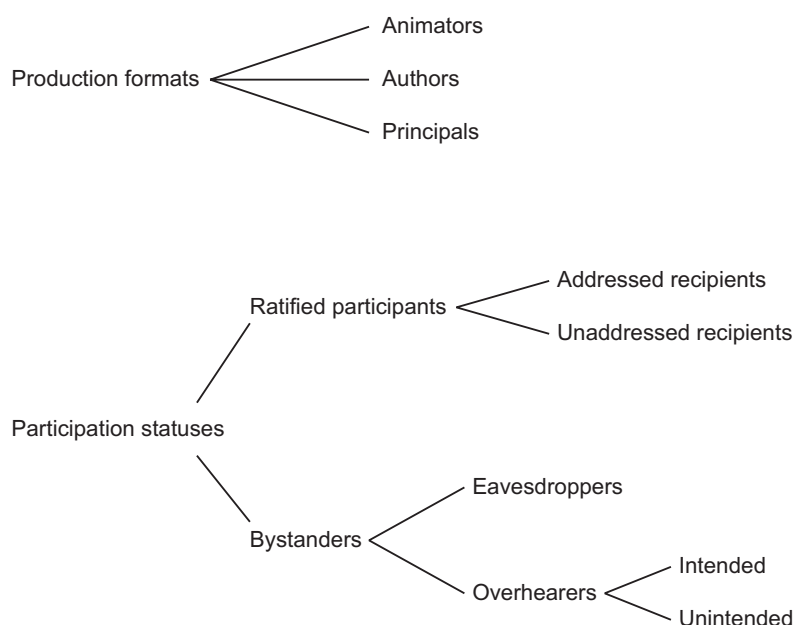 Animators
Production formats
Authors
Principals
Addressed recipients
Ratified participants
Unaddressed recipients
Participation statuses
Eavesdroppers
Bystanders
Intended
Overhearers
Unintended